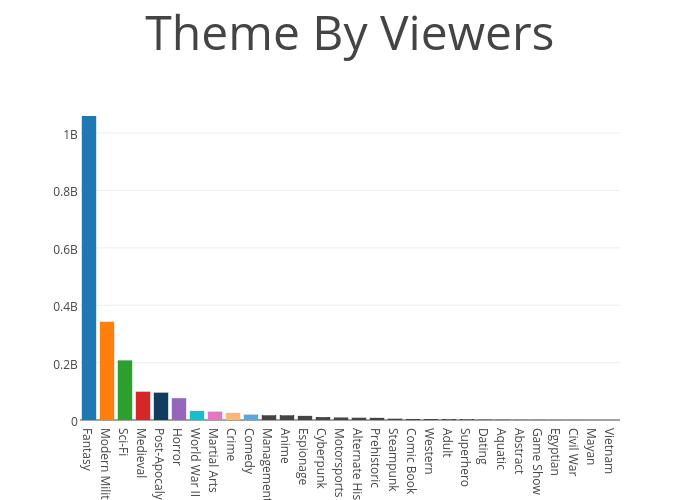 Theme By Viewers
1B
0.8B
0.6B
0.4B
0.2B
0
Fantasy
Modern Milit
Sci-Fi
Medieval
Post-Apocaly
Horror
World War II
Martial Arts
Crime
Comedy
Management
Anime
Espionage
Cyberpunk
Motorsports
Alternate His
Prehistoric
Steampunk
Comic Book
Western
Adult
Superhero
Dating
Aquatic
Abstract
Game Show
Egyptian
Civil War
Mayan
Vietnam